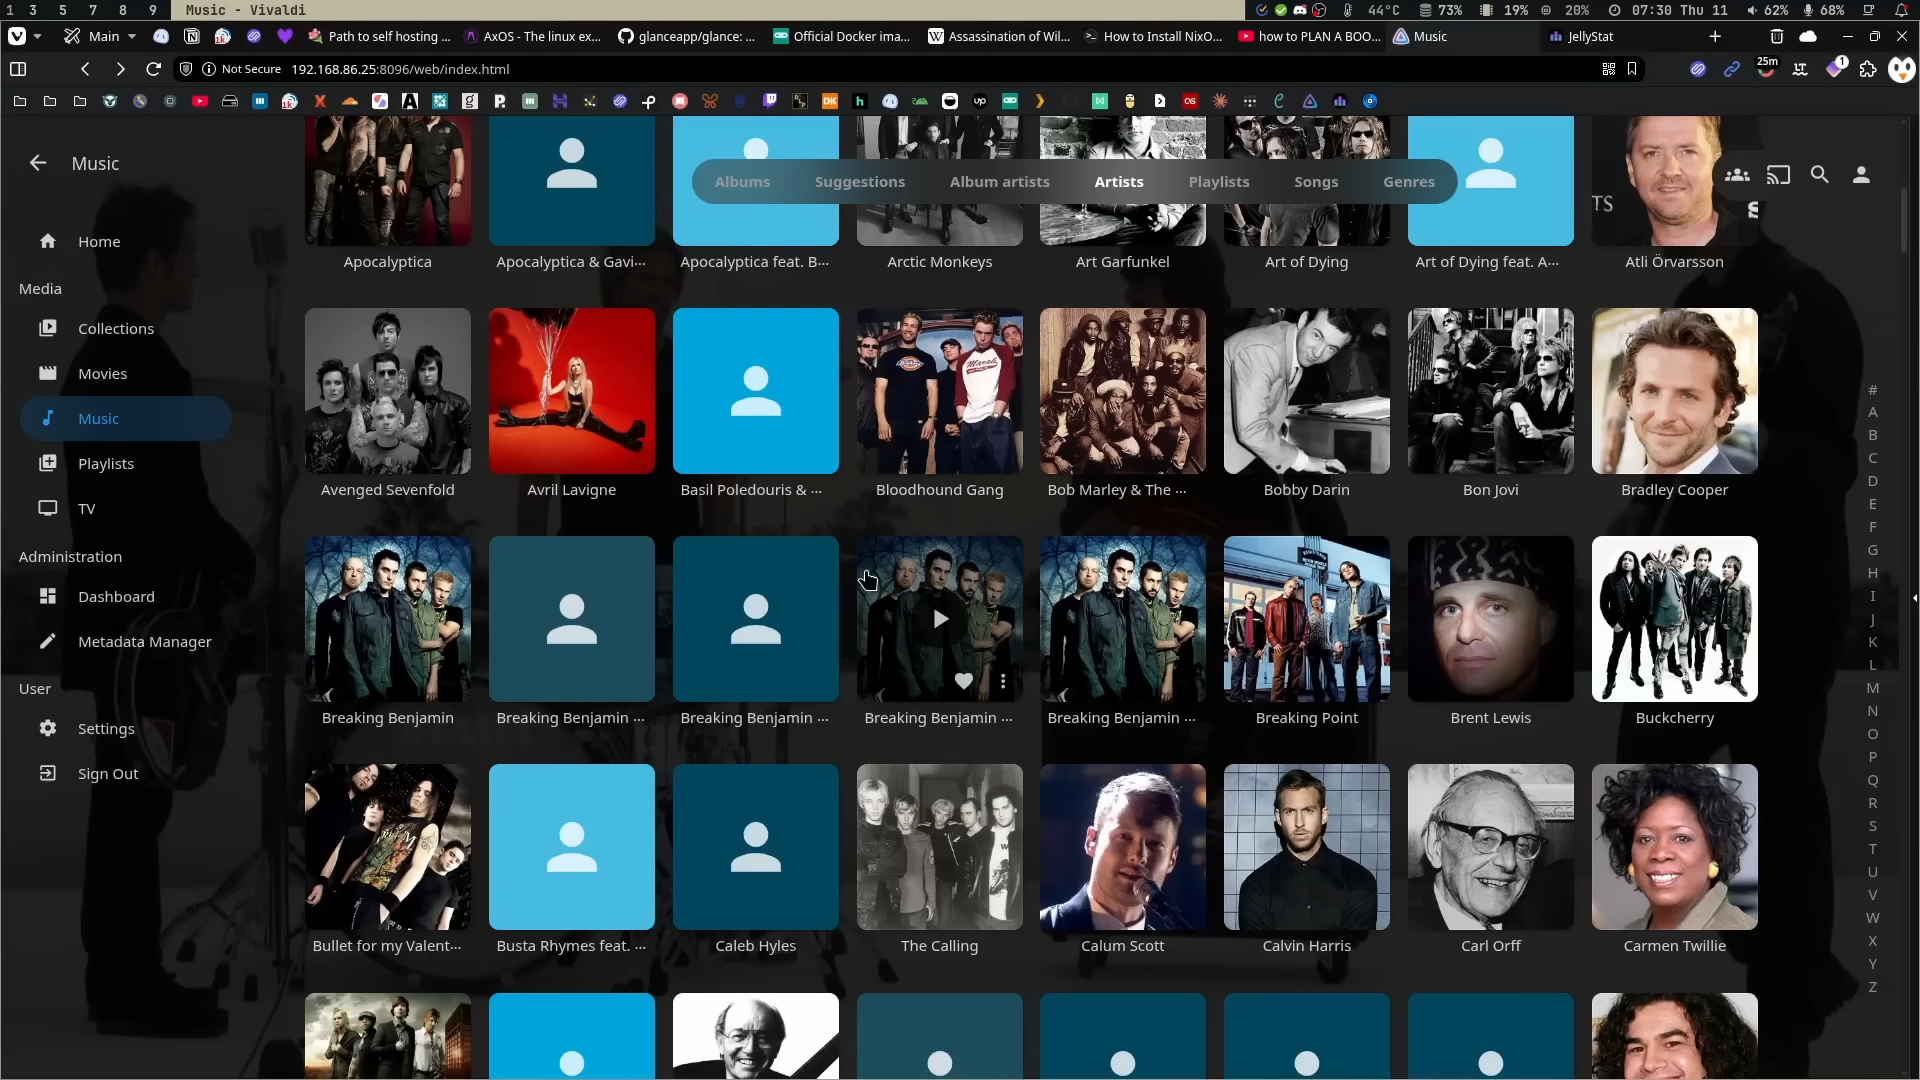 1 3 5 7 8 9 Music - Vivaldi 44°C 73% 19% 20% 07:30 Thu 11 62% 68%
Main Path to self hosting ... AxOS - The linux ex... glanceapp/glance: ... Official Docker ima... Assassination of Wil... How to Install NixO... how to PLAN A BOO... Music JellyStat
Not Secure 192.168.86.25:8096/web/index.html 25m 1
Music
Albums Suggestions Album artists Artists Playlists Songs Genres
TS
Home
Media
Collections
Movies
Music
Playlists
TV
Administration
Dashboard
Metadata Manager
User
Settings
Sign Out
Apocalyptica Apocalyptica & Gavi... Apocalyptica feat. B... Arctic Monkeys Art Garfunkel Art of Dying Art of Dying feat. A... Atli Örvarsson
Avenged Sevenfold Avril Lavigne Basil Poledouris & ... Bloodhound Gang Bob Marley & The ... Bobby Darin Bon Jovi Bradley Cooper
Breaking Benjamin Breaking Benjamin ... Breaking Benjamin ... Breaking Benjamin ... Breaking Benjamin ... Breaking Point Brent Lewis Buckcherry
Bullet for my Valent... Busta Rhymes feat. ... Caleb Hyles The Calling Calum Scott Calvin Harris Carl Orff Carmen Twillie
#
A
B
C
D
E
F
G
H
I
J
K
L
M
N
O
P
Q
R
S
T
U
V
W
X
Y
Z